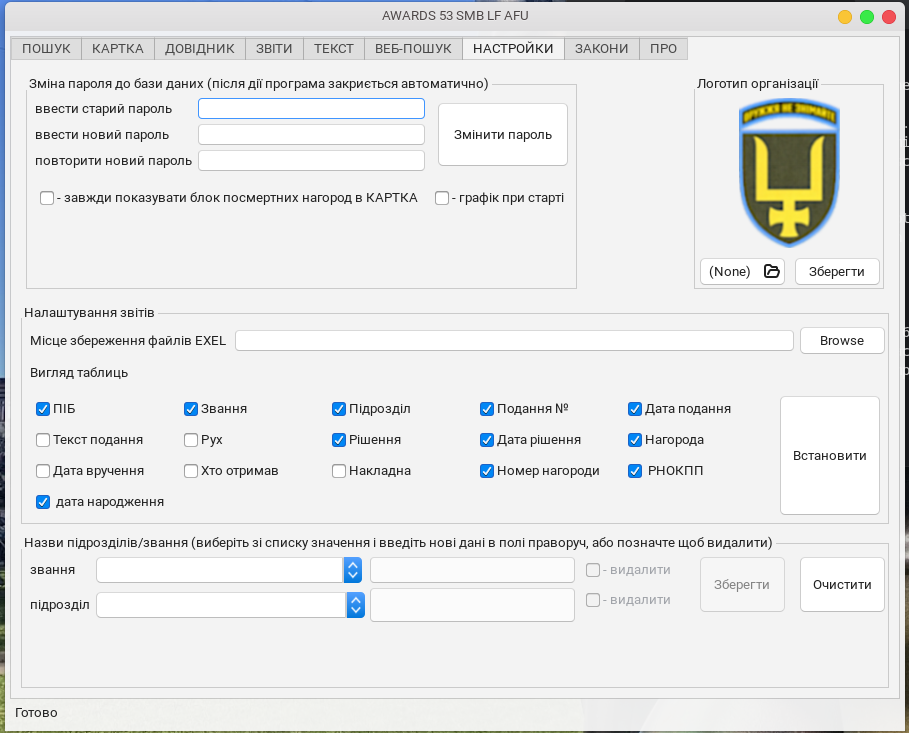 AWARDS 53 SMB LF AFU
ПОШУК КАРТКА ДОВІДНИК ЗВІТИ ТЕКСТ ВЕБ-ПОШУК НАСТРОЙКИ ЗАКОНИ ПРО
Зміна пароля до бази даних (після дії програма закриється автоматично)
ввести старий пароль
ввести новий пароль
повторити новий пароль
Змінити пароль
- завжди показувати блок посмертних нагород в КАРТКА - графік при старті
Логотип організації
(None) Зберегти
Налаштування звітів
Місце збереження файлів EXEL Browse
Вигляд таблиць
ПІБ Звання Підрозділ Подання № Дата подання
Текст подання Рух Рішення Дата рішення Нагорода
Дата вручення Хто отримав Накладна Номер нагороди РНОКПП
дата народження
Встановити
Назви підрозділів/звання (виберіть зі списку значення і введіть нові дані в полі праворуч, або позначте щоб видалити)
звання - видалити
підрозділ - видалити
Зберегти Очистити
Готово